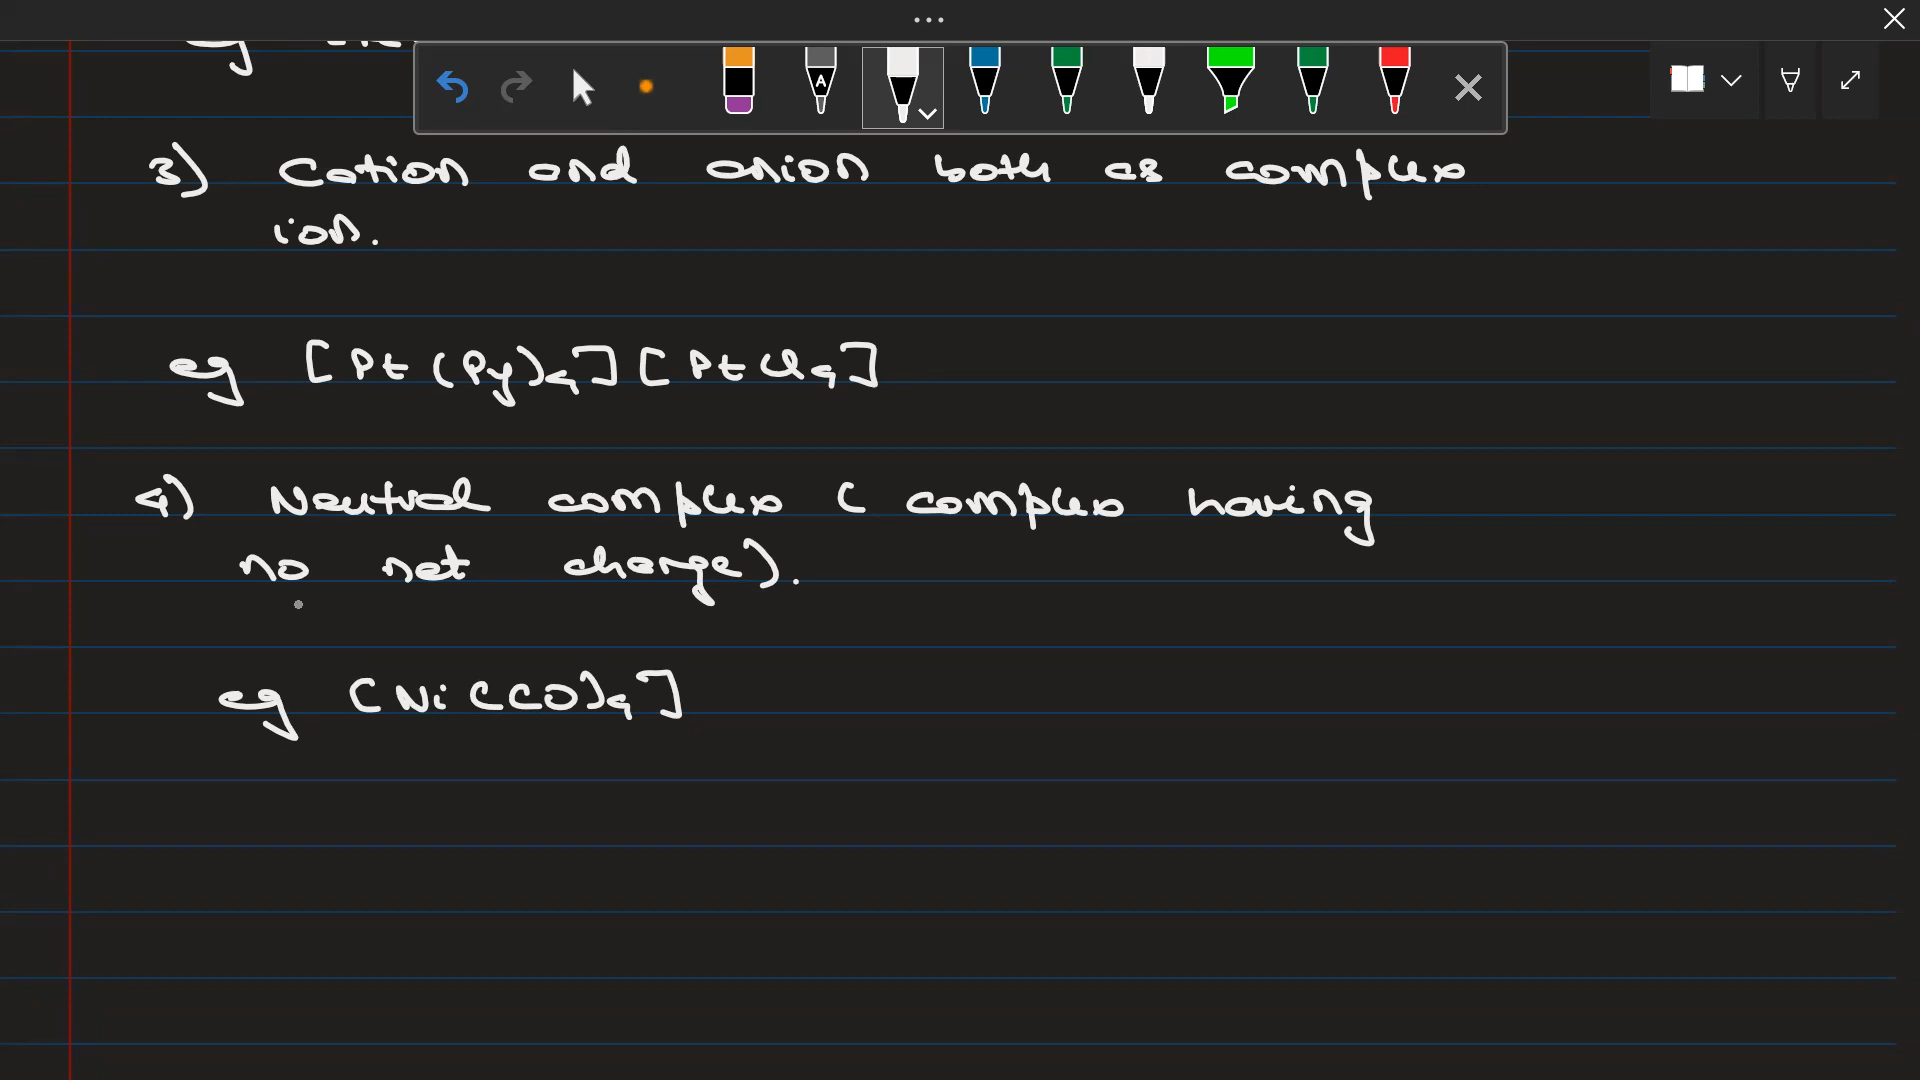 eg
3) Cation and anion both as complex
ion.
eg [Pt(Py)4][PtCl4]
4) Neutral complex ( complex having
no net charge).
eg [Ni(CO)4]